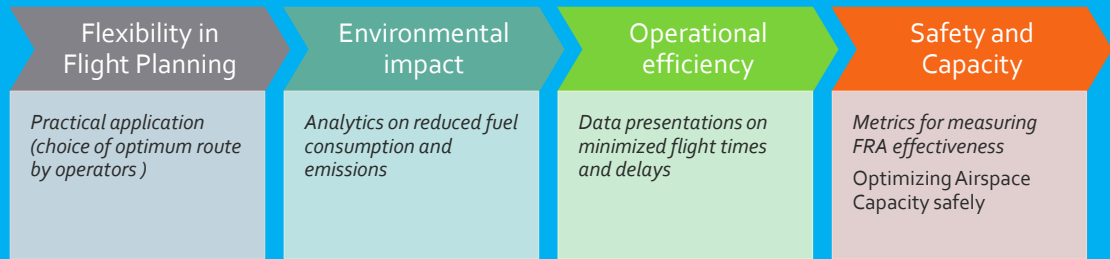 Flexibility in
Flight Planning
Practical application
(choice of optimum route
by operators )
Environmental
impact
Analytics on reduced fuel
consumption and
emissions
Operational
efficiency
Data presentations on
minimized flight times
and delays
Safety and
Capacity
Metrics for measuring
FRA effectiveness
Optimizing Airspace
Capacity safely